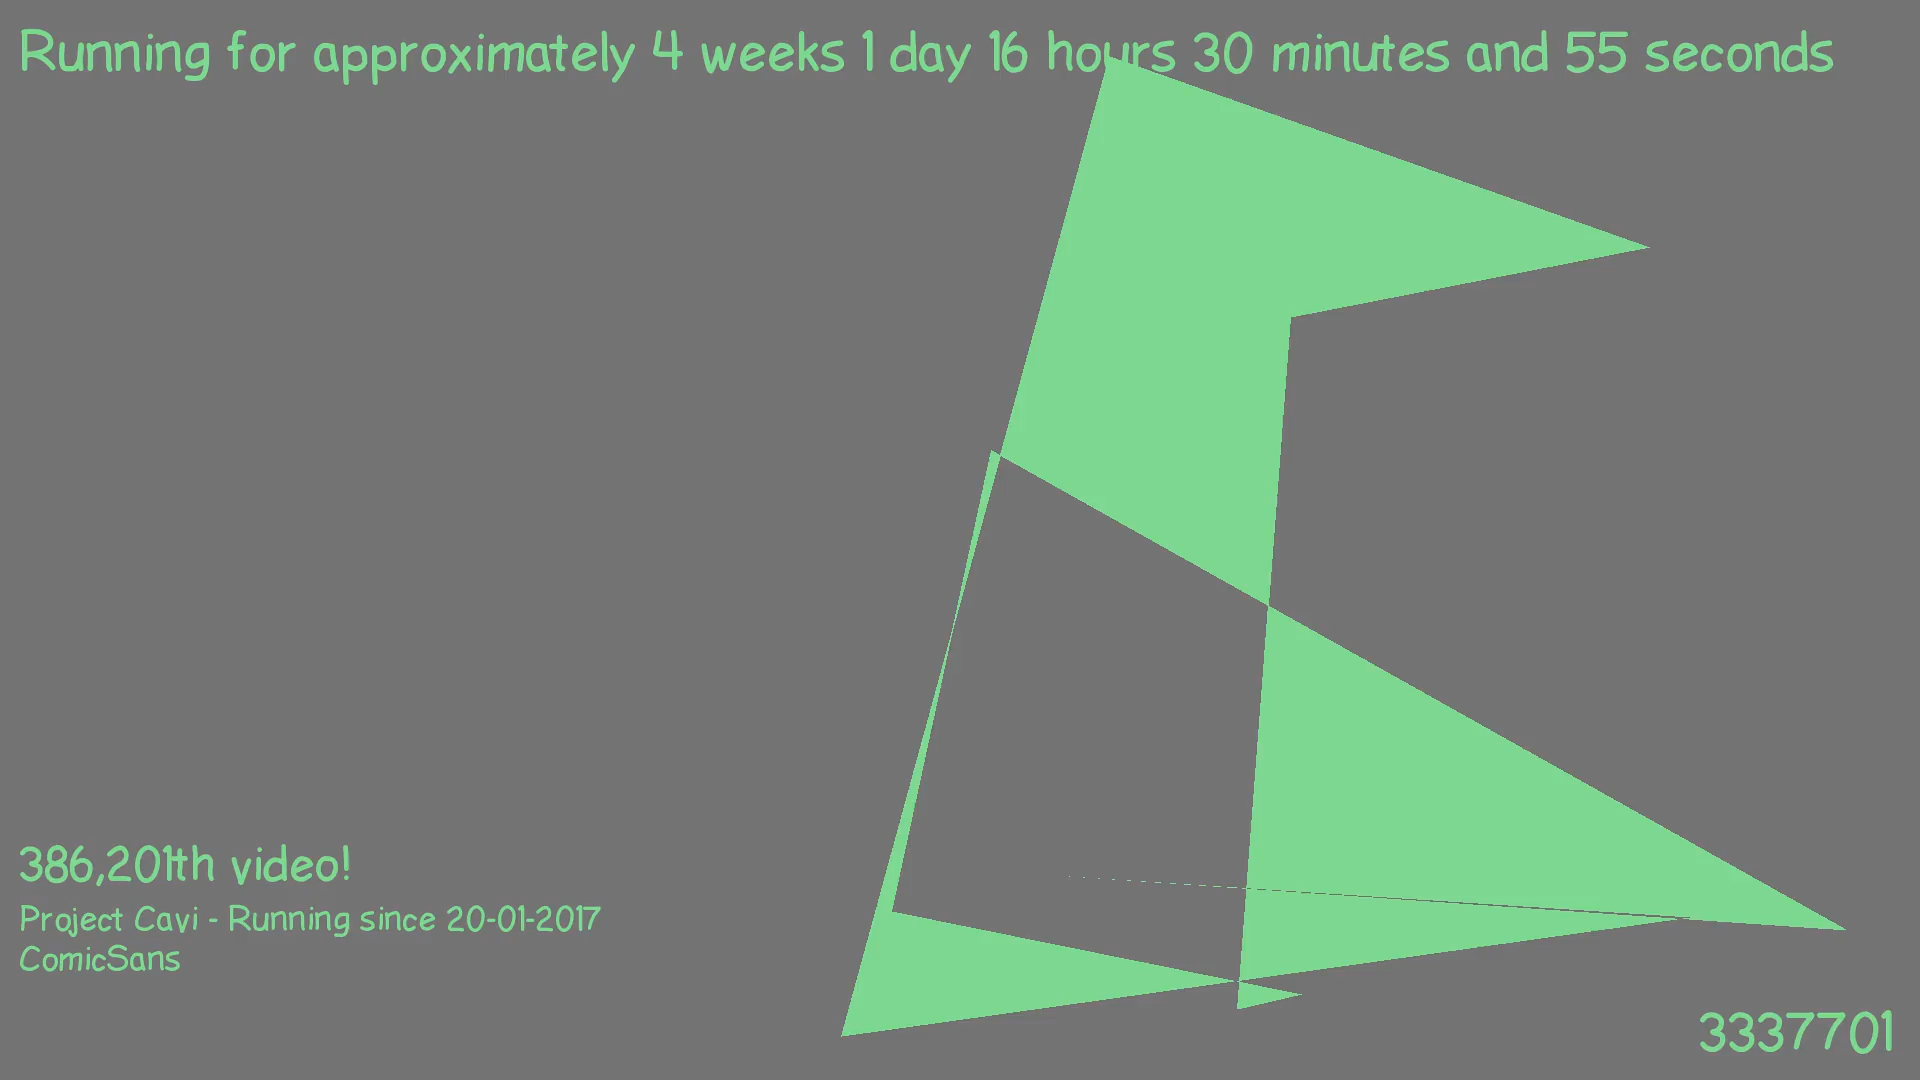 Running for approximately 4 weeks 1 day 16 hours 30 minutes and 55 seconds
386,201th video!
Project Cavi - Running since 20-01-2017
ComicSans
3337701